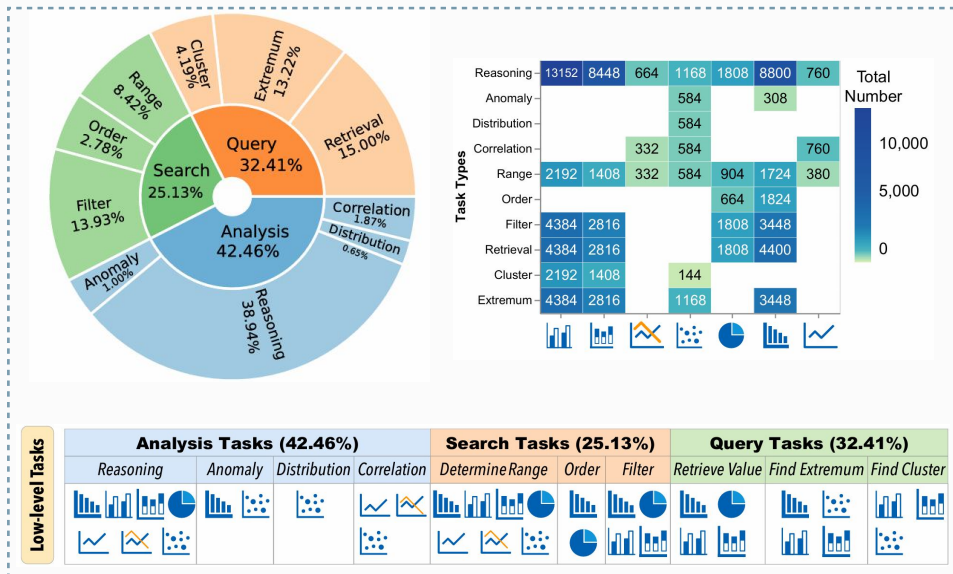 Cluster
4.19%
Extremum
13.22%
Retrieval
15.00%
Range
8.42%
Order
2.78%
Filter
13.93%
Query
32.41%
Search
25.13%
Analysis
42.46%
Correlation
1.87%
Distribution
0.65%
Anomaly
1.00%
Reasoning
38.94%
Task Types
Reasoning 13152 8448 664 1168 1808 8800 760
Anomaly 584 308
Distribution 584
Correlation 332 584 760
Range 2192 1408 332 584 904 1724 380
Order 664 1824
Filter 4384 2816 1808 3448
Retrieval 4384 2816 1808 4400
Cluster 2192 1408 144
Extremum 4384 2816 1168 3448
Total
Number
10,000
5,000
0
Low-level Tasks
Analysis Tasks (42.46%) Search Tasks (25.13%) Query Tasks (32.41%)
Reasoning Anomaly Distribution Correlation Determine Range Order Filter Retrieve Value Find Extremum Find Cluster